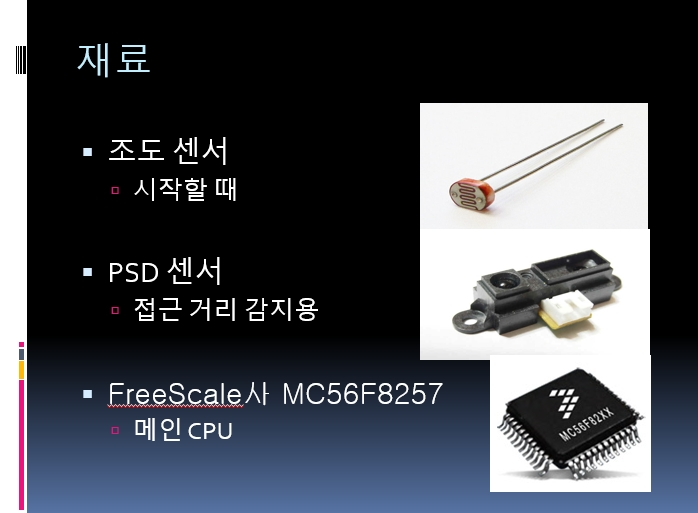 재료
조도 센서
시작할 때
PSD 센서
접근 거리 감지용
FreeScale사 MC56F8257
메인 CPU
MC56F82XX